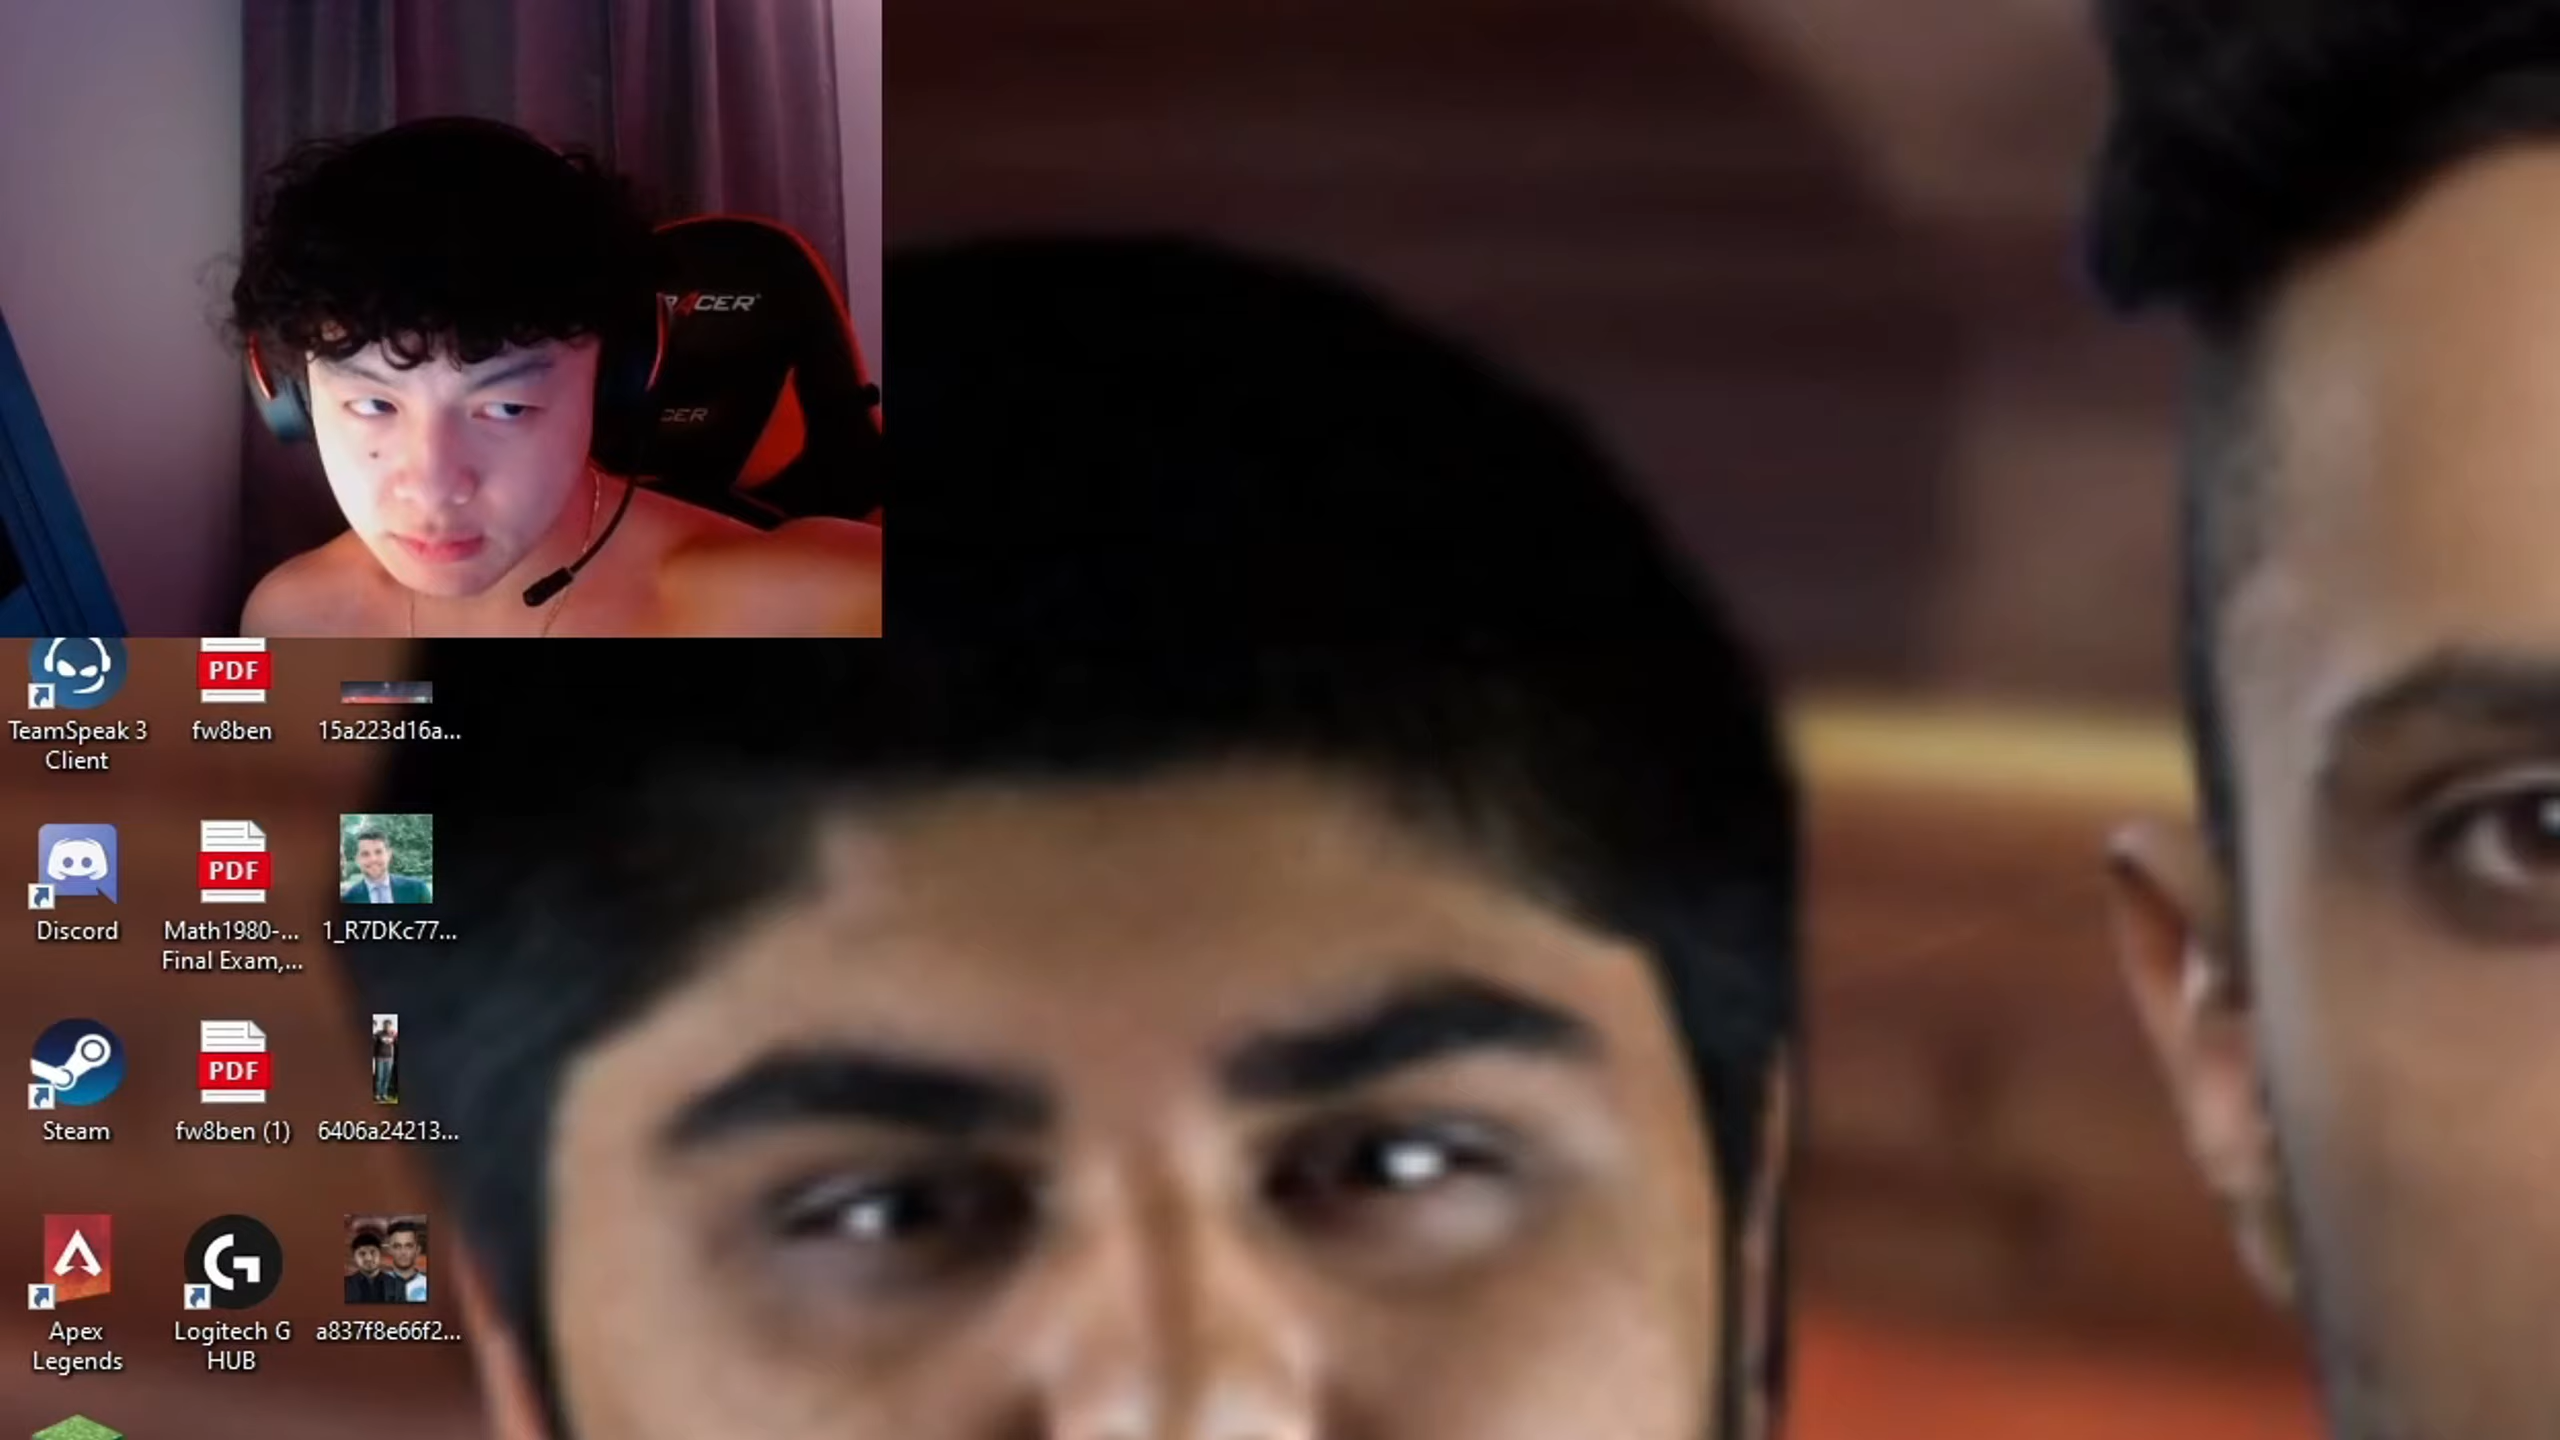 R4CER
CER
TeamSpeak 3
Client
PDF
fw8ben
15a223d16a...
Discord
PDF
Math1980-...
Final Exam,...
1_R7DKc77...
Steam
PDF
fw8ben (1)
6406a24213...
Apex
Legends
Logitech G
HUB
a837f8e66f2...